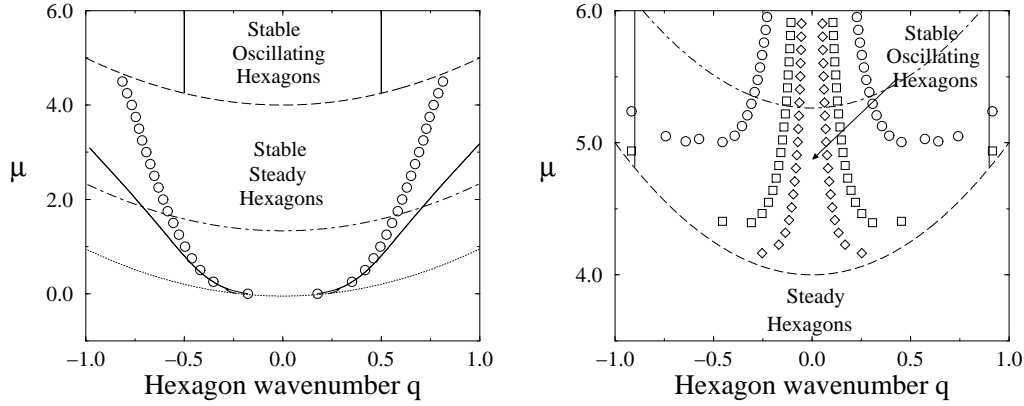 Stable
Oscillating
Hexagons
Stable
Steady
Hexagons
6.0
4.0
2.0
0.0
μ
−1.0
−0.5
0.0
0.5
1.0
Hexagon wavenumber q
Stable
Oscillating
Hexagons
Steady
Hexagons
6.0
5.0
4.0
μ
−1.0
−0.5
0.0
0.5
1.0
Hexagon wavenumber q